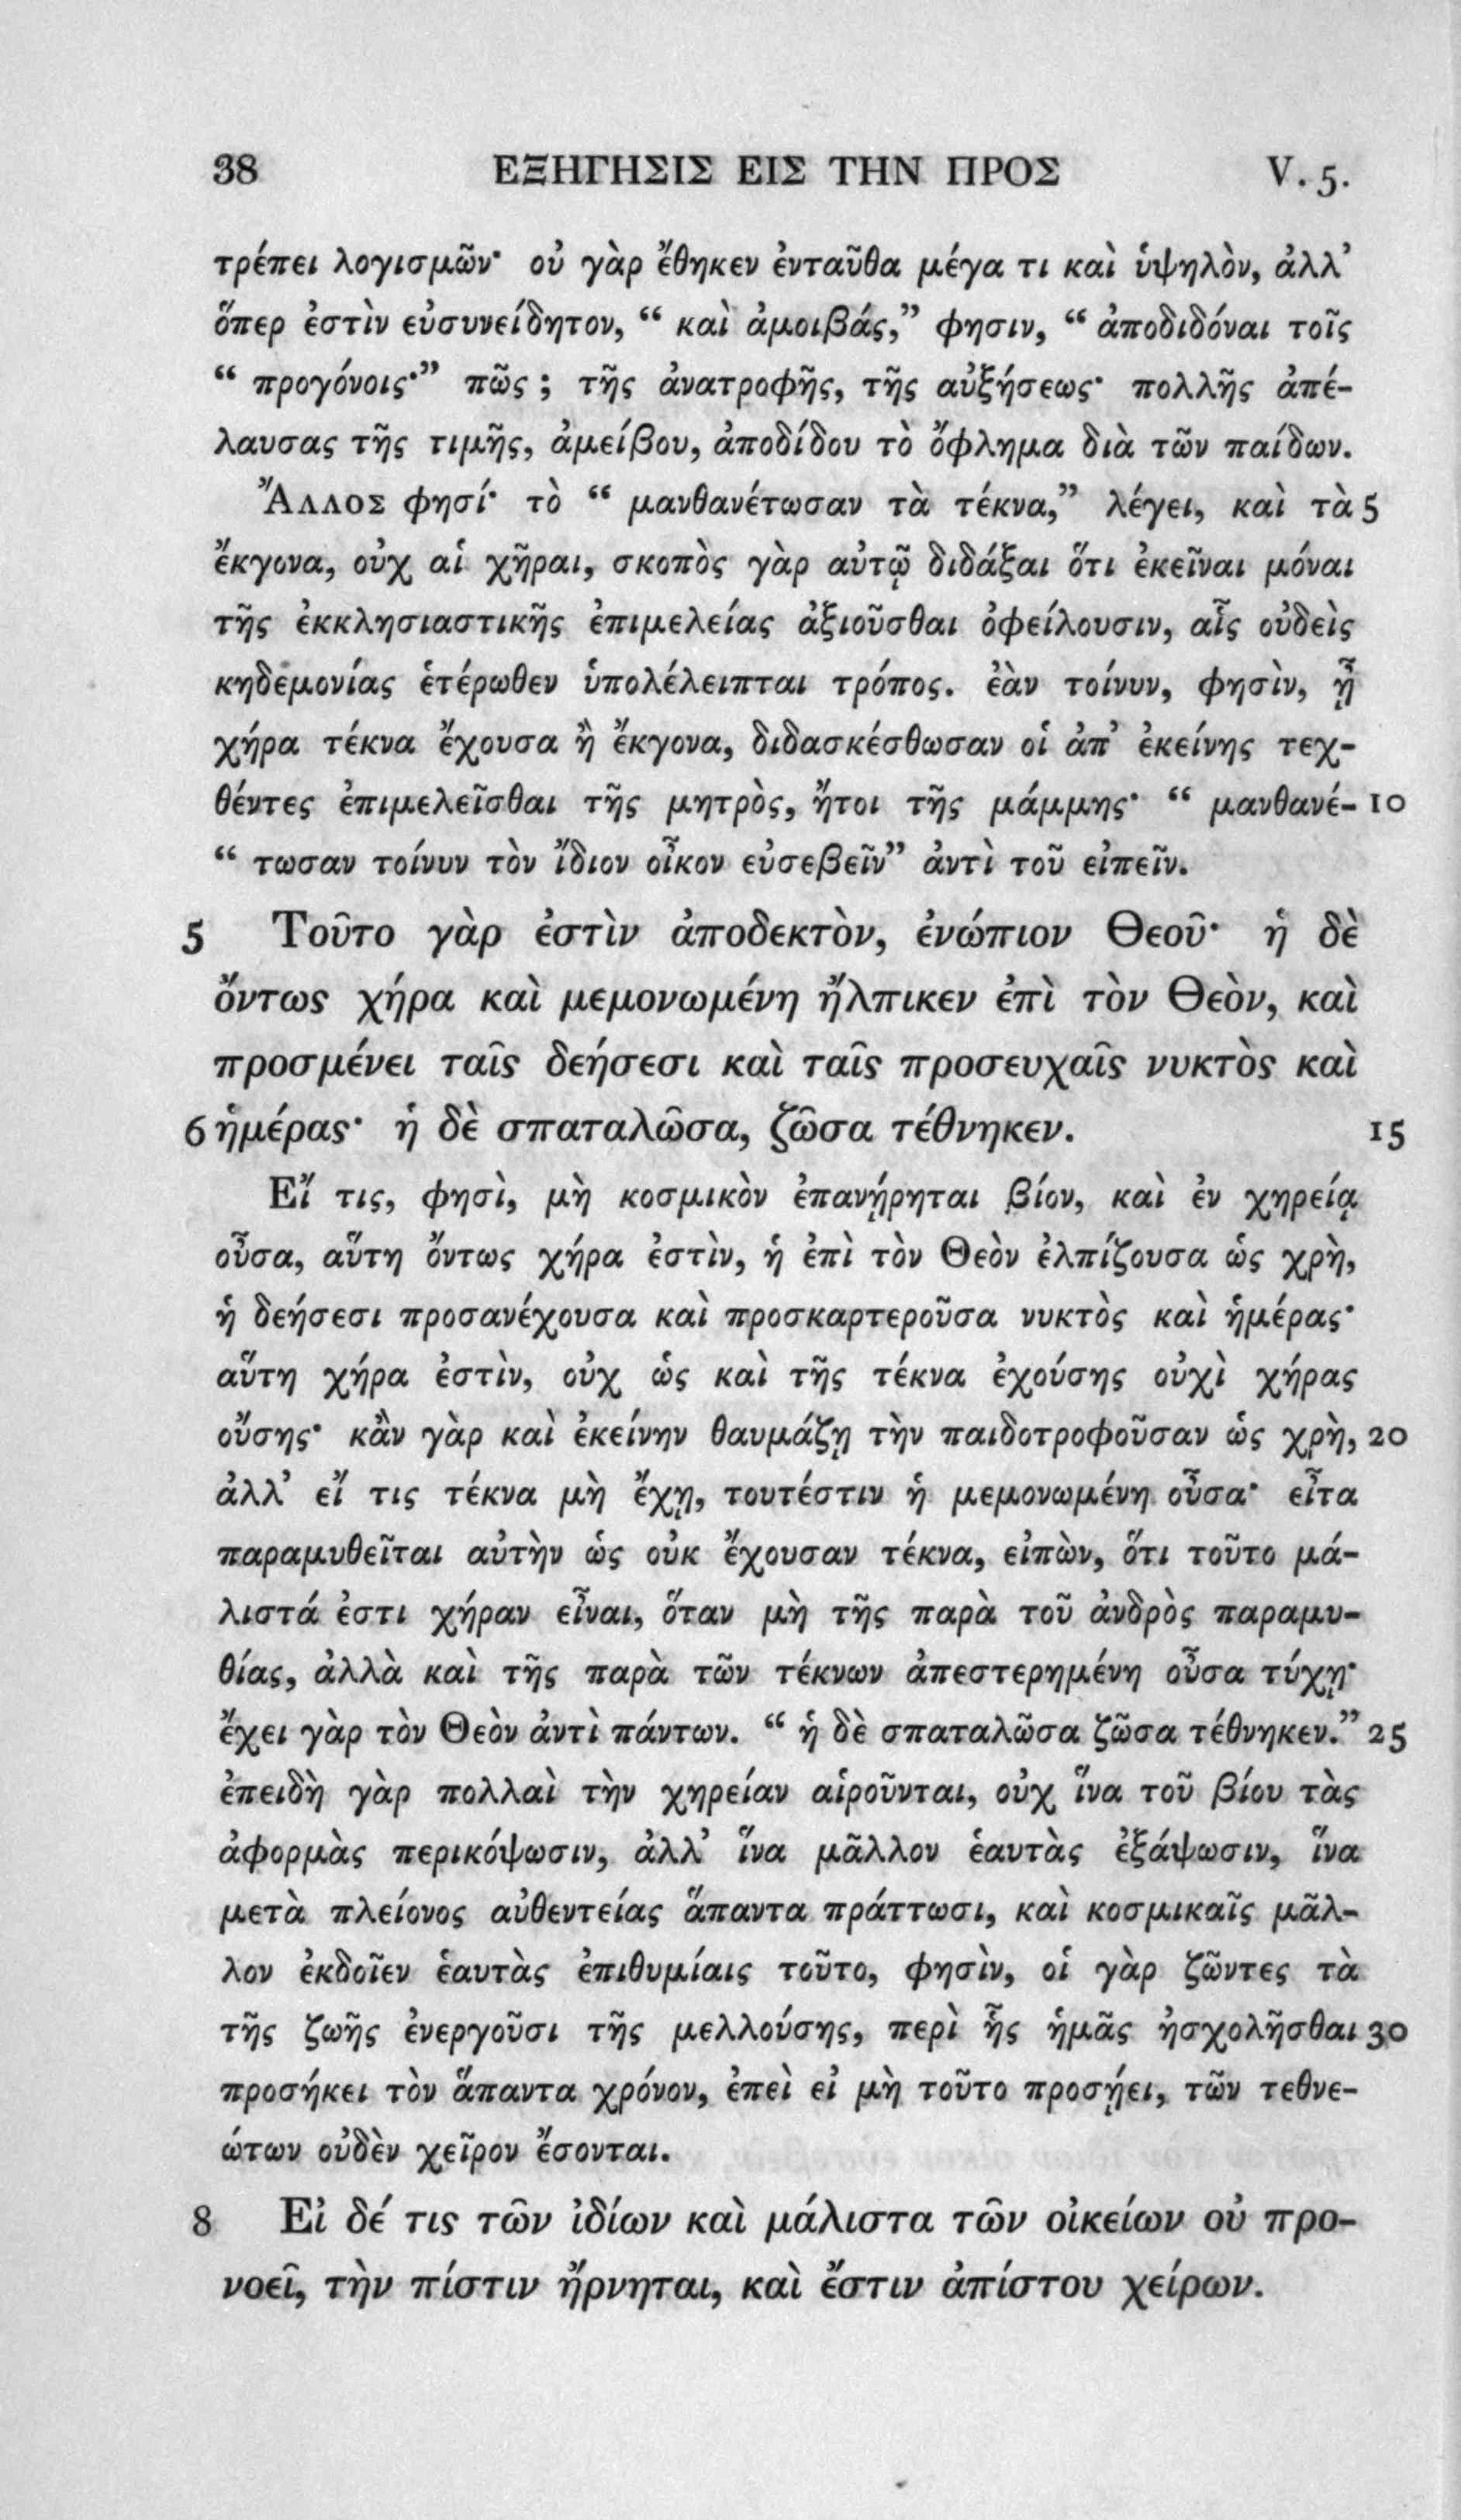 38 ΕΞΗΓΗΣΙΣ ΕΙΣ ΤΗΝ ΠΡΟΣ V. 5.
τρέπει λογισμῶν· οὐ γὰρ ἔθηκεν ἐνταῦθα μέγα τι καὶ ὑψηλὸν, ἀλλ’
ὅπερ ἐστὶν εὐσυνείδητον, “ καὶ ἀμοιβάς,” φησιν, “ ἀποδιδόναι τοῖς
“ προγόνοις·” πῶς ; τῆς ἀνατροφῆς, τῆς αὐξήσεως· πολλῆς ἀπέ-
λαυσας τῆς τιμῆς, ἀμείβου, ἀποδίδου τὸ ὄφλημα διὰ τῶν παίδων.
Ἄλλος φησί· τὸ “ μανθανέτωσαν τὰ τέκνα,” λέγει, καὶ τὰ 5
ἔκγονα, οὐχ αἱ χῆραι, σκοπὸς γὰρ αὐτῷ διδάξαι ὅτι ἐκεῖναι μόναι
τῆς ἐκκλησιαστικῆς ἐπιμελείας ἀξιοῦσθαι ὀφείλουσιν, αἷς οὐδεὶς
κηδεμονίας ἑτέρωθεν ὑπολέλειπται τρόπος. ἐὰν τοίνυν, φησὶν, ᾖ
χήρα τέκνα ἔχουσα ἢ ἔκγονα, διδασκέσθωσαν οἱ ἀπ’ ἐκείνης τεχ-
θέντες ἐπιμελεῖσθαι τῆς μητρὸς, ἤτοι τῆς μάμμης· “ μανθανέ- 10
“ τωσαν τοίνυν τὸν ἴδιον οἶκον εὐσεβεῖν” ἀντὶ τοῦ εἰπεῖν.
5 Τοῦτο γὰρ ἐστὶν ἀποδεκτὸν, ἐνώπιον Θεοῦ· ἡ δὲ
ὄντως χήρα καὶ μεμονωμένη ἤλπικεν ἐπὶ τὸν Θεὸν, καὶ
προσμένει ταῖς δεήσεσι καὶ ταῖς προσευχαῖς νυκτὸς καὶ
6 ἡμέρας· ἡ δὲ σπαταλῶσα, ζῶσα τέθνηκεν. 15
Εἴ τις, φησὶ, μὴ κοσμικὸν ἐπανῄρηται βίον, καὶ ἐν χηρείᾳ
οὖσα, αὕτη ὄντως χήρα ἐστὶν, ἡ ἐπὶ τὸν Θεὸν ἐλπίζουσα ὡς χρὴ,
ἡ δεήσεσι προσανέχουσα καὶ προσκαρτεροῦσα νυκτὸς καὶ ἡμέρας·
αὕτη χήρα ἐστὶν, οὐχ ὡς καὶ τῆς τέκνα ἐχούσης οὐχὶ χήρας
οὔσης· κἂν γὰρ καὶ ἐκείνην θαυμάζῃ τὴν παιδοτροφοῦσαν ὡς χρὴ, 20
ἀλλ’ εἴ τις τέκνα μὴ ἔχῃ, τουτέστιν ἡ μεμονωμένη οὖσα· εἶτα
παραμυθεῖται αὐτὴν ὡς οὐκ ἔχουσαν τέκνα, εἰπὼν, ὅτι τοῦτο μά-
λιστά ἐστι χήραν εἶναι, ὅταν μὴ τῆς παρὰ τοῦ ἀνδρὸς παραμυ-
θίας, ἀλλὰ καὶ τῆς παρὰ τῶν τέκνων ἀπεστερημένη οὖσα τύχῃ·
ἔχει γὰρ τὸν Θεὸν ἀντὶ πάντων. “ ἡ δὲ σπαταλῶσα ζῶσα τέθνηκεν.” 25
ἐπειδὴ γὰρ πολλαὶ τὴν χηρείαν αἱροῦνται, οὐχ ἵνα τοῦ βίου τὰς
ἀφορμὰς περικόψωσιν, ἀλλ’ ἵνα μᾶλλον ἑαυτὰς ἐξάψωσιν, ἵνα
μετὰ πλείονος αὐθεντείας ἅπαντα πράττωσι, καὶ κοσμικαῖς μᾶλ-
λον ἐκδοῖεν ἑαυτὰς ἐπιθυμίαις τοῦτο, φησὶν, οἱ γὰρ ζῶντες τὰ
τῆς ζωῆς ἐνεργοῦσι τῆς μελλούσης, περὶ ἧς ἡμᾶς ἠσχολῆσθαι 30
προσήκει τὸν ἅπαντα χρόνον, ἐπεὶ εἰ μὴ τοῦτο προσῄει, τῶν τεθνε-
ώτων οὐδὲν χεῖρον ἔσονται.
8 Εἰ δέ τις τῶν ἰδίων καὶ μάλιστα τῶν οἰκείων οὐ προ-
νοεῖ, τὴν πίστιν ἤρνηται, καὶ ἔστιν ἀπίστου χείρων.